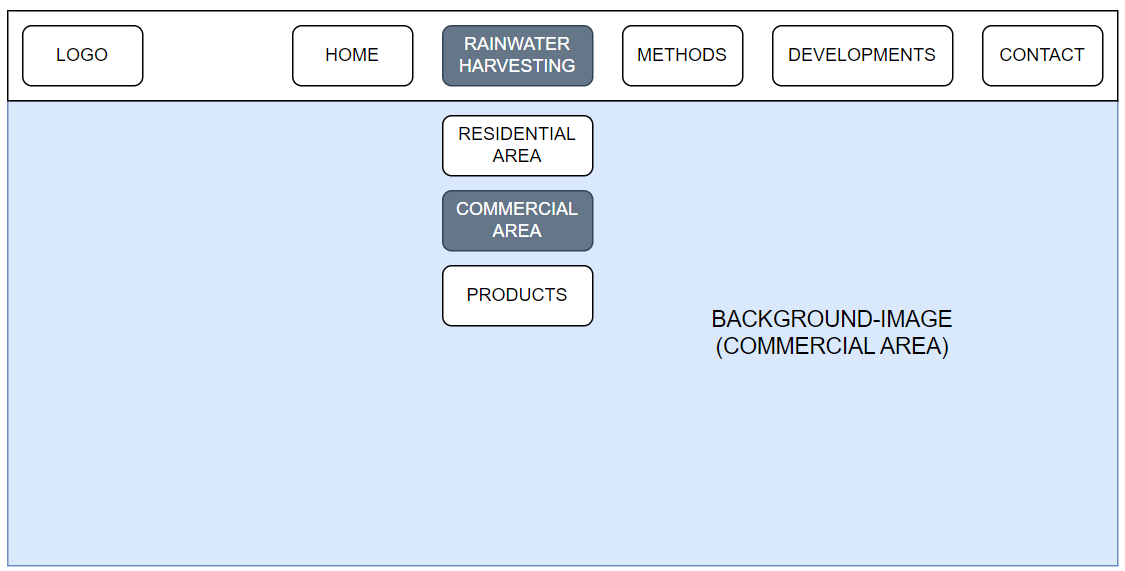 LOGO
HOME
RAINWATER
HARVESTING
METHODS
DEVELOPMENTS
CONTACT
RESIDENTIAL
AREA
COMMERCIAL
AREA
PRODUCTS
BACKGROUND-IMAGE
(COMMERCIAL AREA)